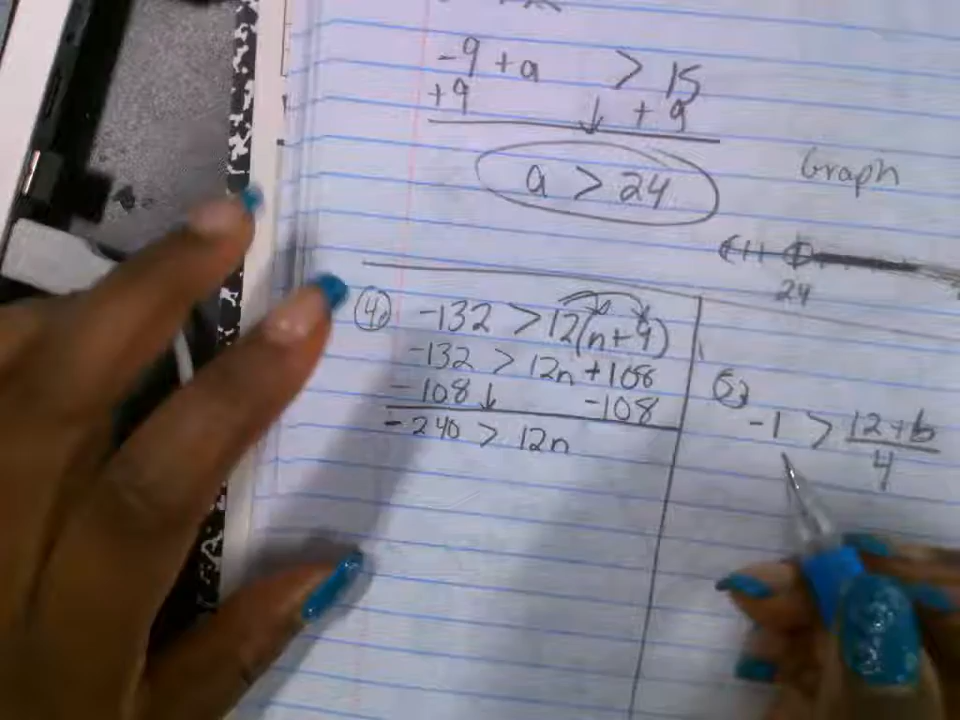 -9 + a > 15
+9 ↓ + 9
a > 24
Graph
24
4. -132 > 12(n + 9)
-132 > 12n + 108
- 108 ↓ -108
-240 > 12n
5.
-1 > 12 + b
4